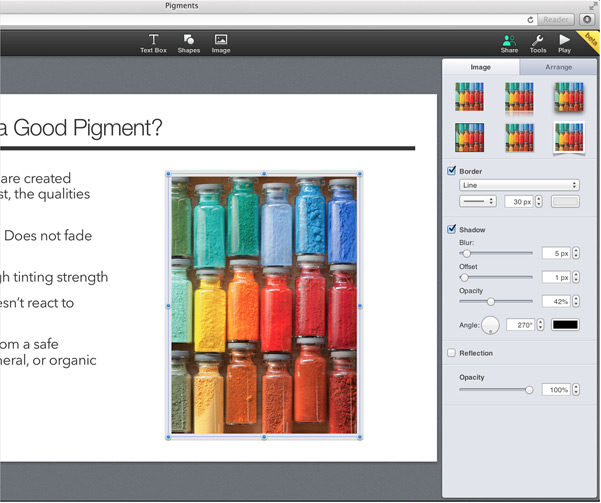 Pigments
Reader
Text Box Shapes Image Share Tools Play
beta
Image Arrange
a Good Pigment?
are created
st, the qualities
Does not fade
gh tinting strength
esn't react to
om a safe
neral, or organic
Border
Line
30 px
Shadow
Blur:
5 px
Offset
1 px
Opacity
42%
Angle: 270°
Reflection
Opacity
100%